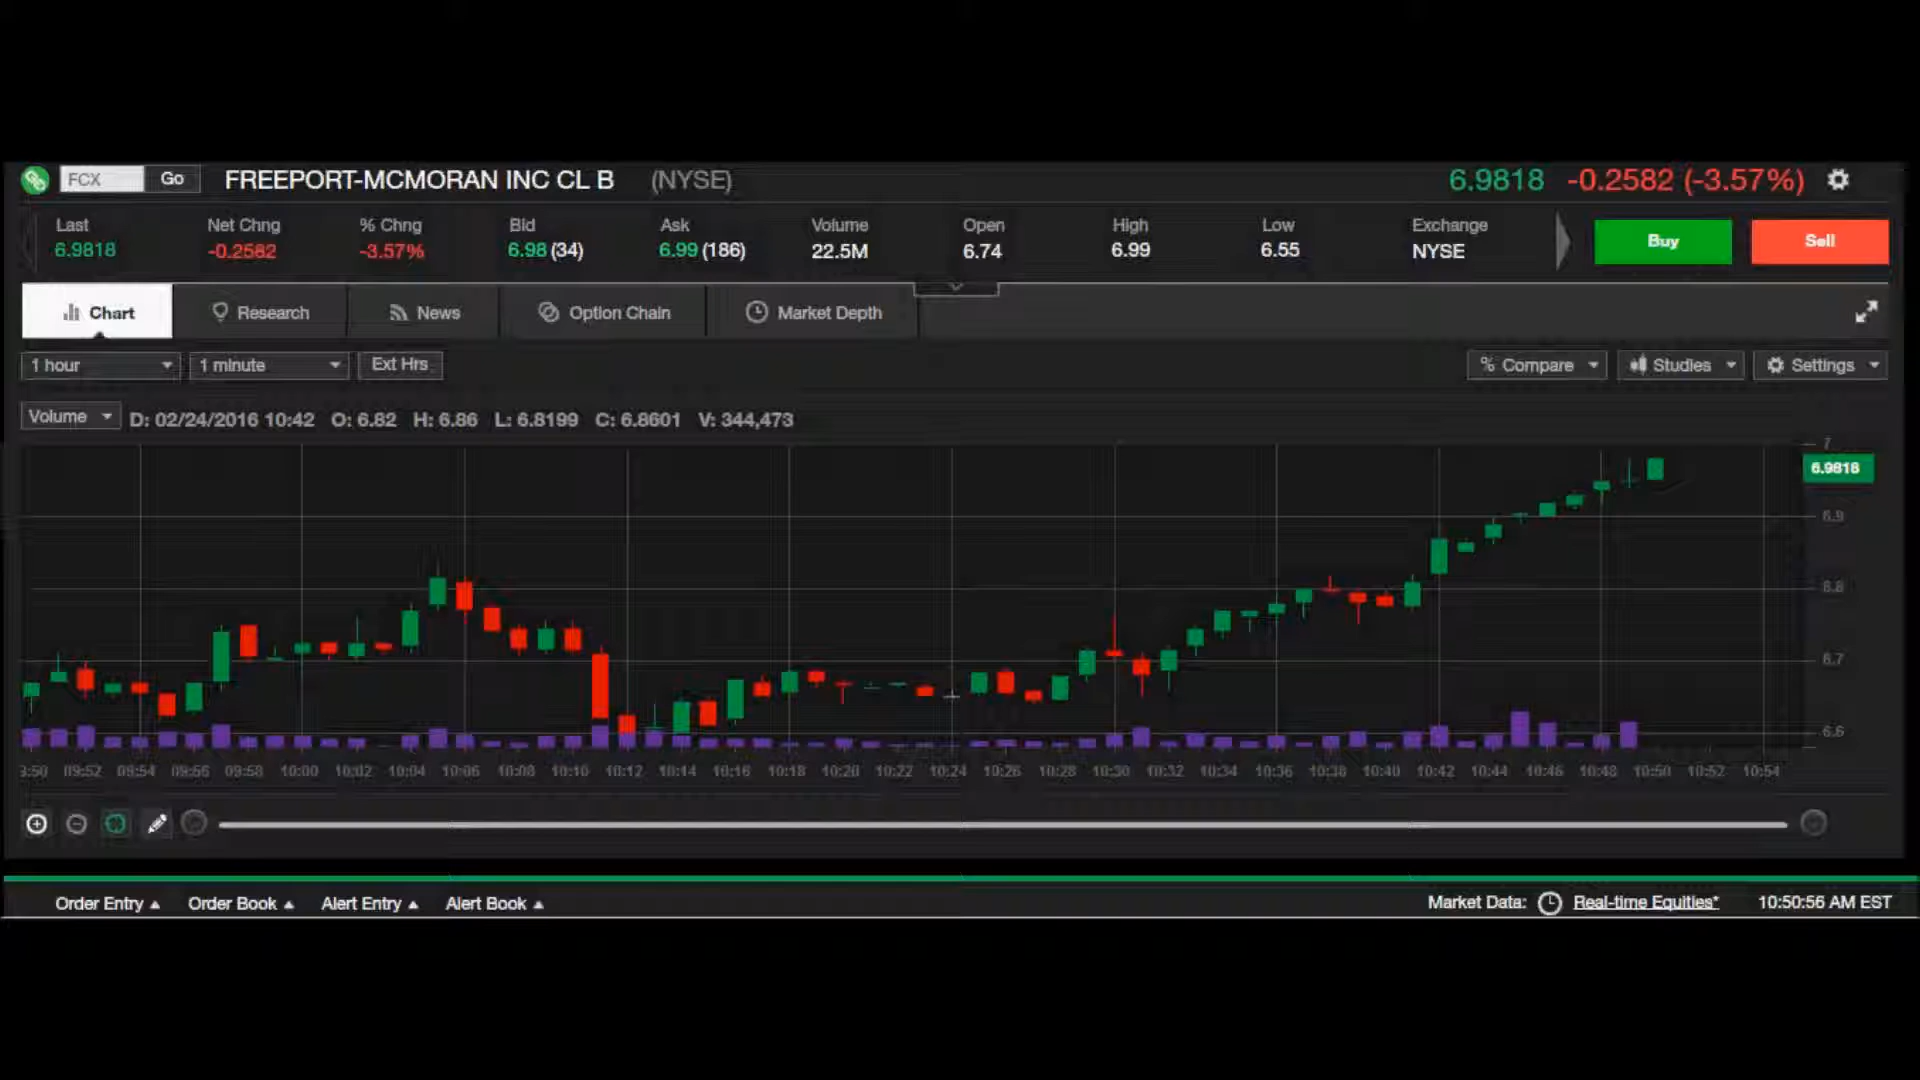 FCX Go FREEPORT-MCMORAN INC CL B (NYSE) 6.9818 -0.2582 (-3.57%)
Last Net Chng % Chng Bid Ask Volume Open High Low Exchange
6.9818 -0.2582 -3.57% 6.98 (34) 6.99 (186) 22.5M 6.74 6.99 6.55 NYSE
Buy Sell
Chart Research News Option Chain Market Depth
1 hour 1 minute Ext Hrs % Compare Studies Settings
Volume D: 02/24/2016 10:42 O: 6.82 H: 6.86 L: 6.8199 C: 6.8601 V: 344,473
7
6.9818
6.9
6.8
6.7
6.6
09:52 09:54 09:56 09:58 10:00 10:02 10:04 10:06 10:08 10:10 10:12 10:14 10:16 10:18 10:20 10:22 10:24 10:26 10:28 10:30 10:32 10:34 10:36 10:38 10:40 10:42 10:44 10:46 10:48 10:50 10:52 10:54
Order Entry Order Book Alert Entry Alert Book Market Data: Real-time Equities* 10:50:56 AM EST